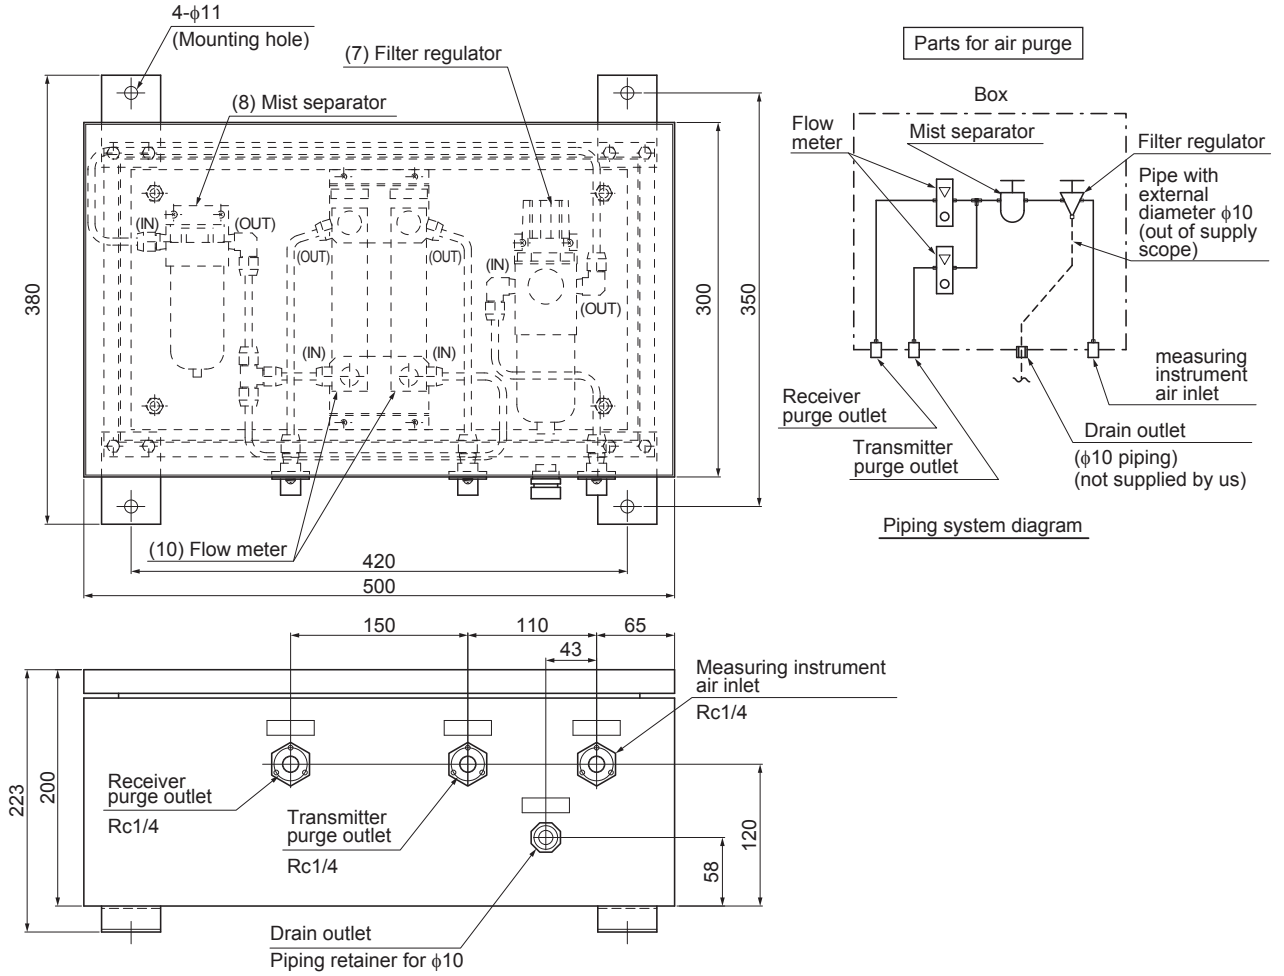 4-ϕ11
(Mounting hole)
(7) Filter regulator
(8) Mist separator
(IN)
(OUT)
(OUT)
(OUT)
(IN)
(OUT)
(IN)
(IN)
380
300
350
(10) Flow meter
420
500
Parts for air purge
Box
Flow
meter
Mist separator
Filter regulator
Pipe with
external
diameter ϕ10
(out of supply
scope)
measuring
instrument
air inlet
Receiver
purge outlet
Transmitter
purge outlet
Drain outlet
(ϕ10 piping)
(not supplied by us)
Piping system diagram
150
110
65
43
Measuring instrument
air inlet
Rc1/4
Receiver
purge outlet
Rc1/4
Transmitter
purge outlet
Rc1/4
223
200
120
58
Drain outlet
Piping retainer for ϕ10